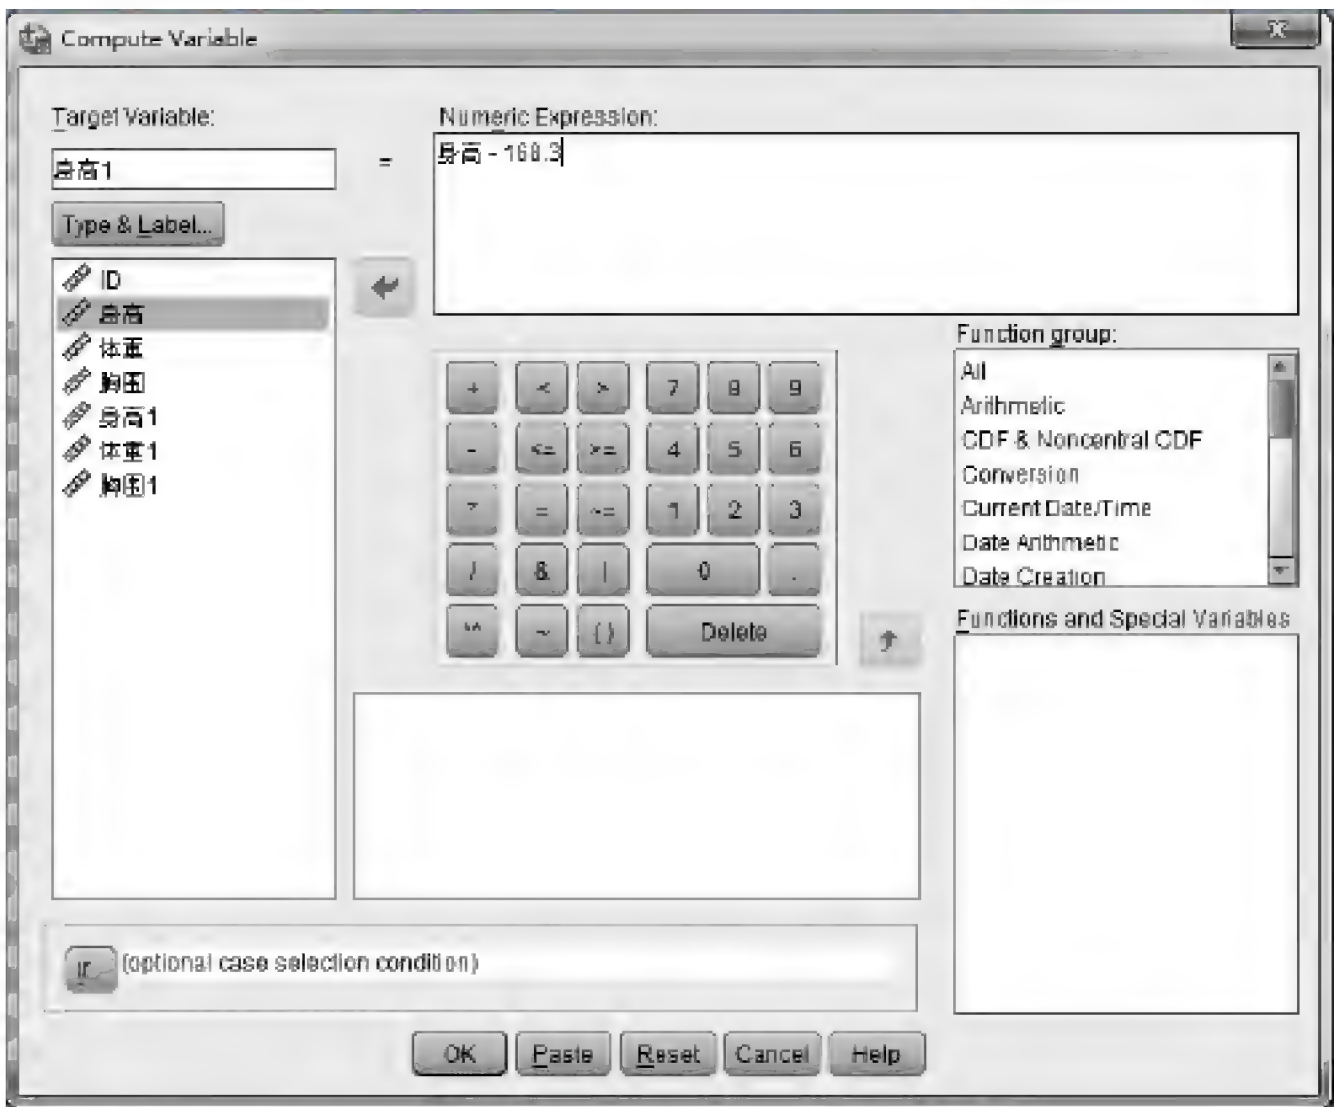 Compute Variable
Target Variable:
Numeric Expression:
身高1
=
身高 - 168.3
Type & Label...
ID
身高
体重
胸围
身高1
体重1
胸围1
+ < > 7 8 9
- <= >= 4 5 6
* = ~= 1 2 3
/ & | 0 .
** ~ ( ) Delete
Function group:
All
Arithmetic
CDF & Noncentral CDF
Conversion
Current Date/Time
Date Arithmetic
Date Creation
Functions and Special Variables
If... (optional case selection condition)
OK Paste Reset Cancel Help